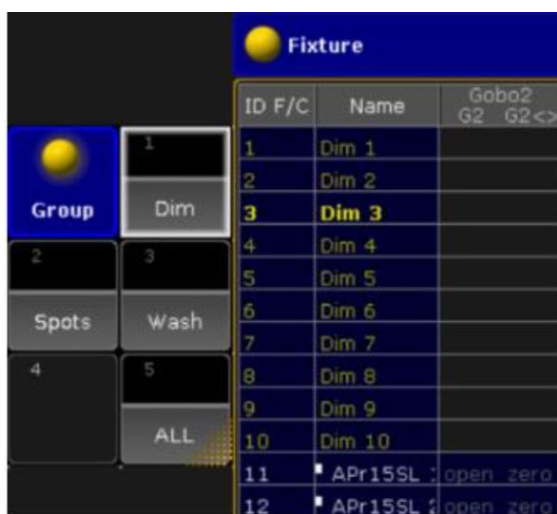 Fixture
ID F/C Name Gobo2
G2 G2<>
Group
1
Dim
2
Spots
3
Wash
4
5
ALL
1 Dim 1
2 Dim 2
3 Dim 3
4 Dim 4
5 Dim 5
6 Dim 6
7 Dim 7
8 Dim 8
9 Dim 9
10 Dim 10
11 APr15SL open zero
12 APr15SL open zero